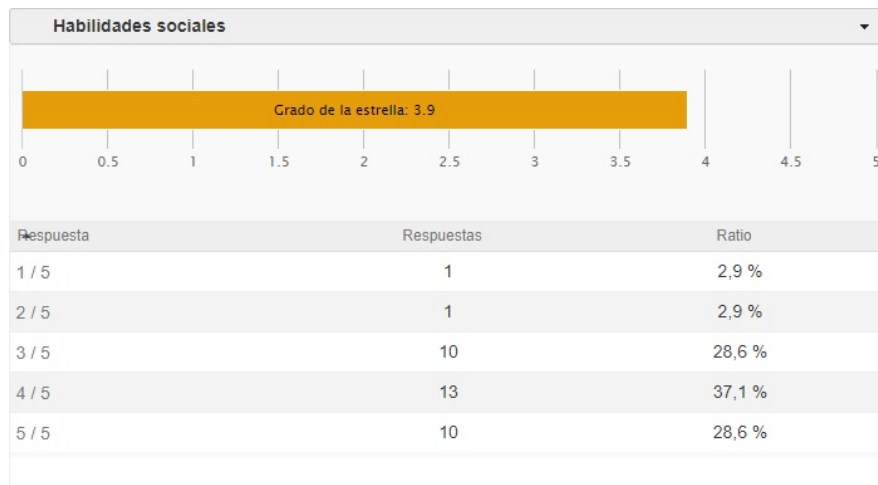 Habilidades sociales
Grado de la estrella: 3.9
0 0.5 1 1.5 2 2.5 3 3.5 4 4.5 5
Respuesta Respuestas Ratio
1 / 5 1 2,9 %
2 / 5 1 2,9 %
3 / 5 10 28,6 %
4 / 5 13 37,1 %
5 / 5 10 28,6 %